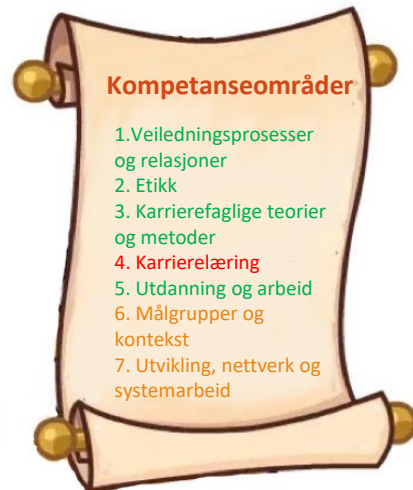 Kompetanseområder
1.Veiledningsprosesser
og relasjoner
2. Etikk
3. Karrierefaglige teorier
og metoder
4. Karrierelæring
5. Utdanning og arbeid
6. Målgrupper og
kontekst
7. Utvikling, nettverk og
systemarbeid